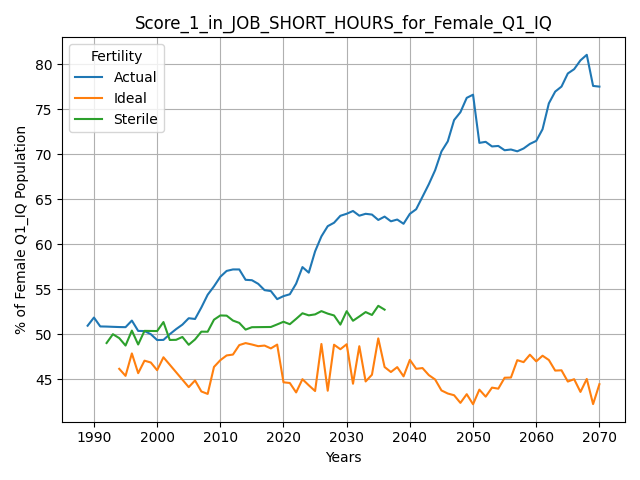 Score_1_in_JOB_SHORT_HOURS_for_Female_Q1_IQ
% of Female Q1_IQ Population
80
75
70
65
60
55
50
45
Fertility
Actual
Ideal
Sterile
1990 2000 2010 2020 2030 2040 2050 2060 2070
Years